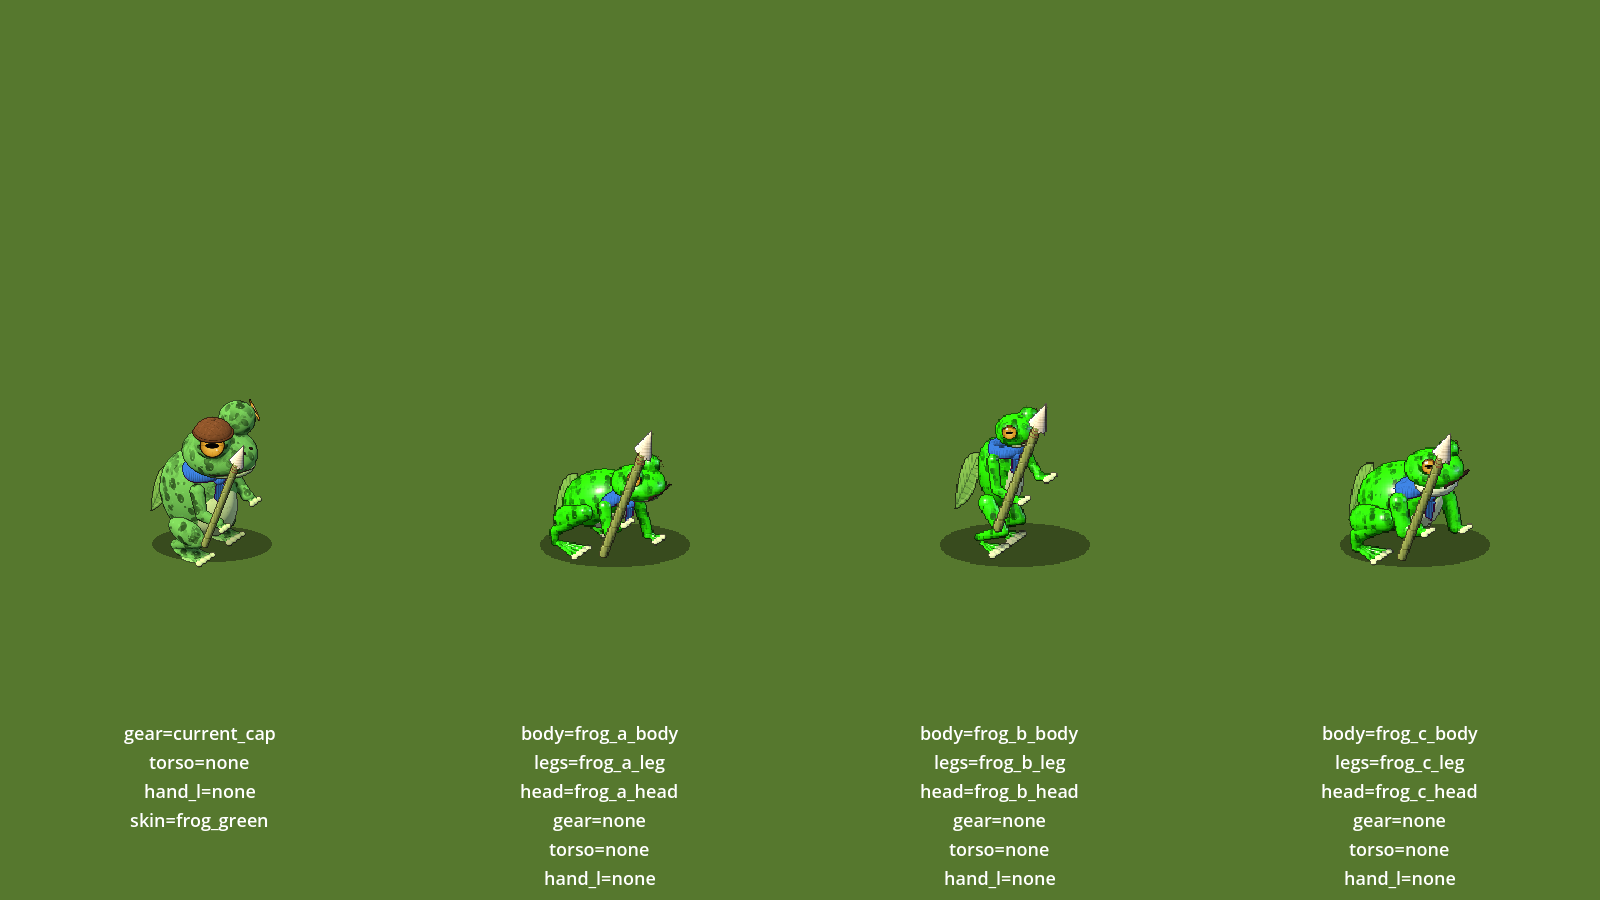 gear=current_cap
torso=none
hand_l=none
skin=frog_green
body=frog_a_body
legs=frog_a_leg
head=frog_a_head
gear=none
torso=none
hand_l=none
body=frog_b_body
legs=frog_b_leg
head=frog_b_head
gear=none
torso=none
hand_l=none
body=frog_c_body
legs=frog_c_leg
head=frog_c_head
gear=none
torso=none
hand_l=none